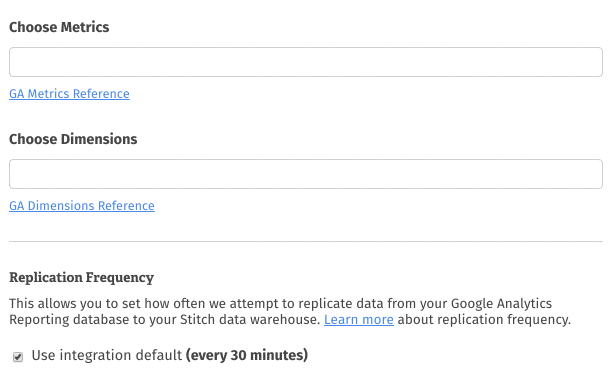 Choose Metrics
GA Metrics Reference
Choose Dimensions
GA Dimensions Reference
Replication Frequency
This allows you to set how often we attempt to replicate data from your Google Analytics
Reporting database to your Stitch data warehouse. Learn more about replication frequency.
Use integration default (every 30 minutes)